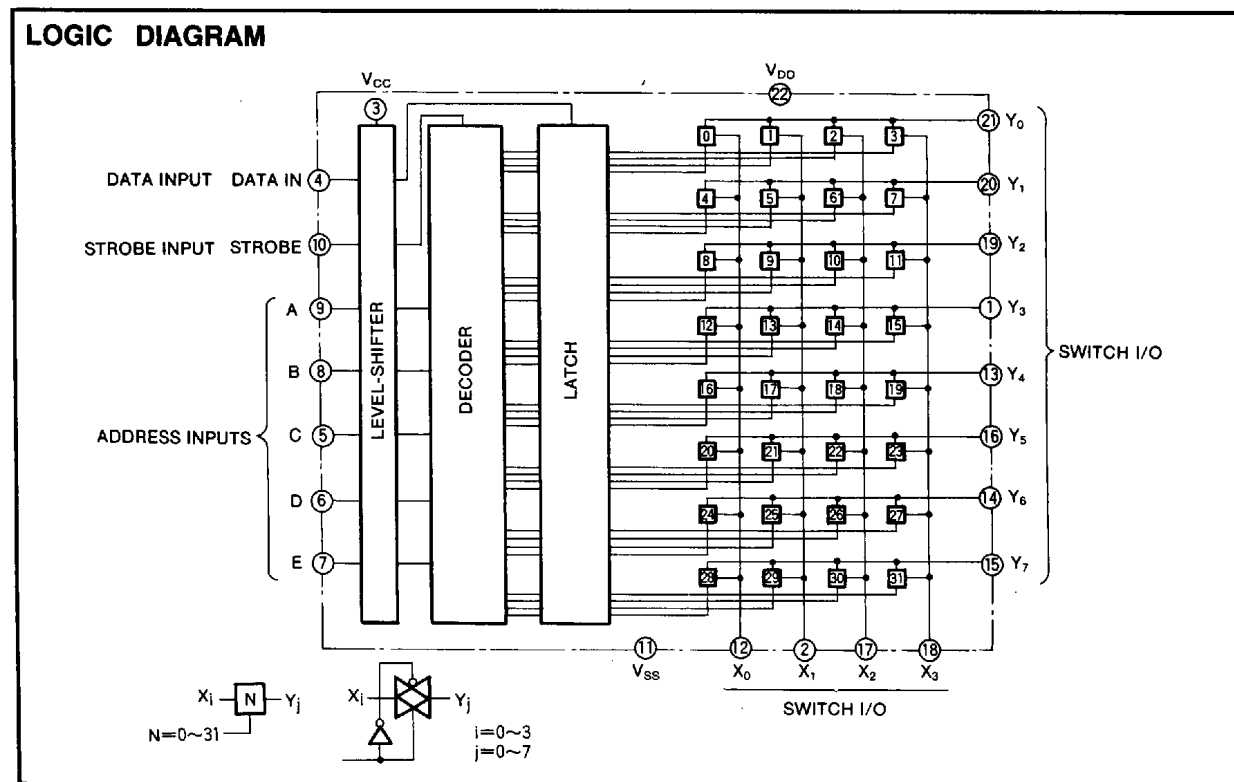 LOGIC DIAGRAM
VCC
3
VDD
22
DATA INPUT DATA IN 4
STROBE INPUT STROBE 10
ADDRESS INPUTS
A 9
B 8
C 5
D 6
E 7
LEVEL-SHIFTER
DECODER
LATCH
0 1 2 3 21 Y0
4 5 6 7 20 Y1
8 9 10 11 19 Y2
12 13 14 15 1 Y3
16 17 18 19 13 Y4
20 21 22 23 16 Y5
24 25 26 27 14 Y6
28 29 30 31 15 Y7
SWITCH I/O
11 12 2 17 18
VSS X0 X1 X2 X3
SWITCH I/O
Xi N Yj
N=0~31
Xi Yj
i=0~3
j=0~7